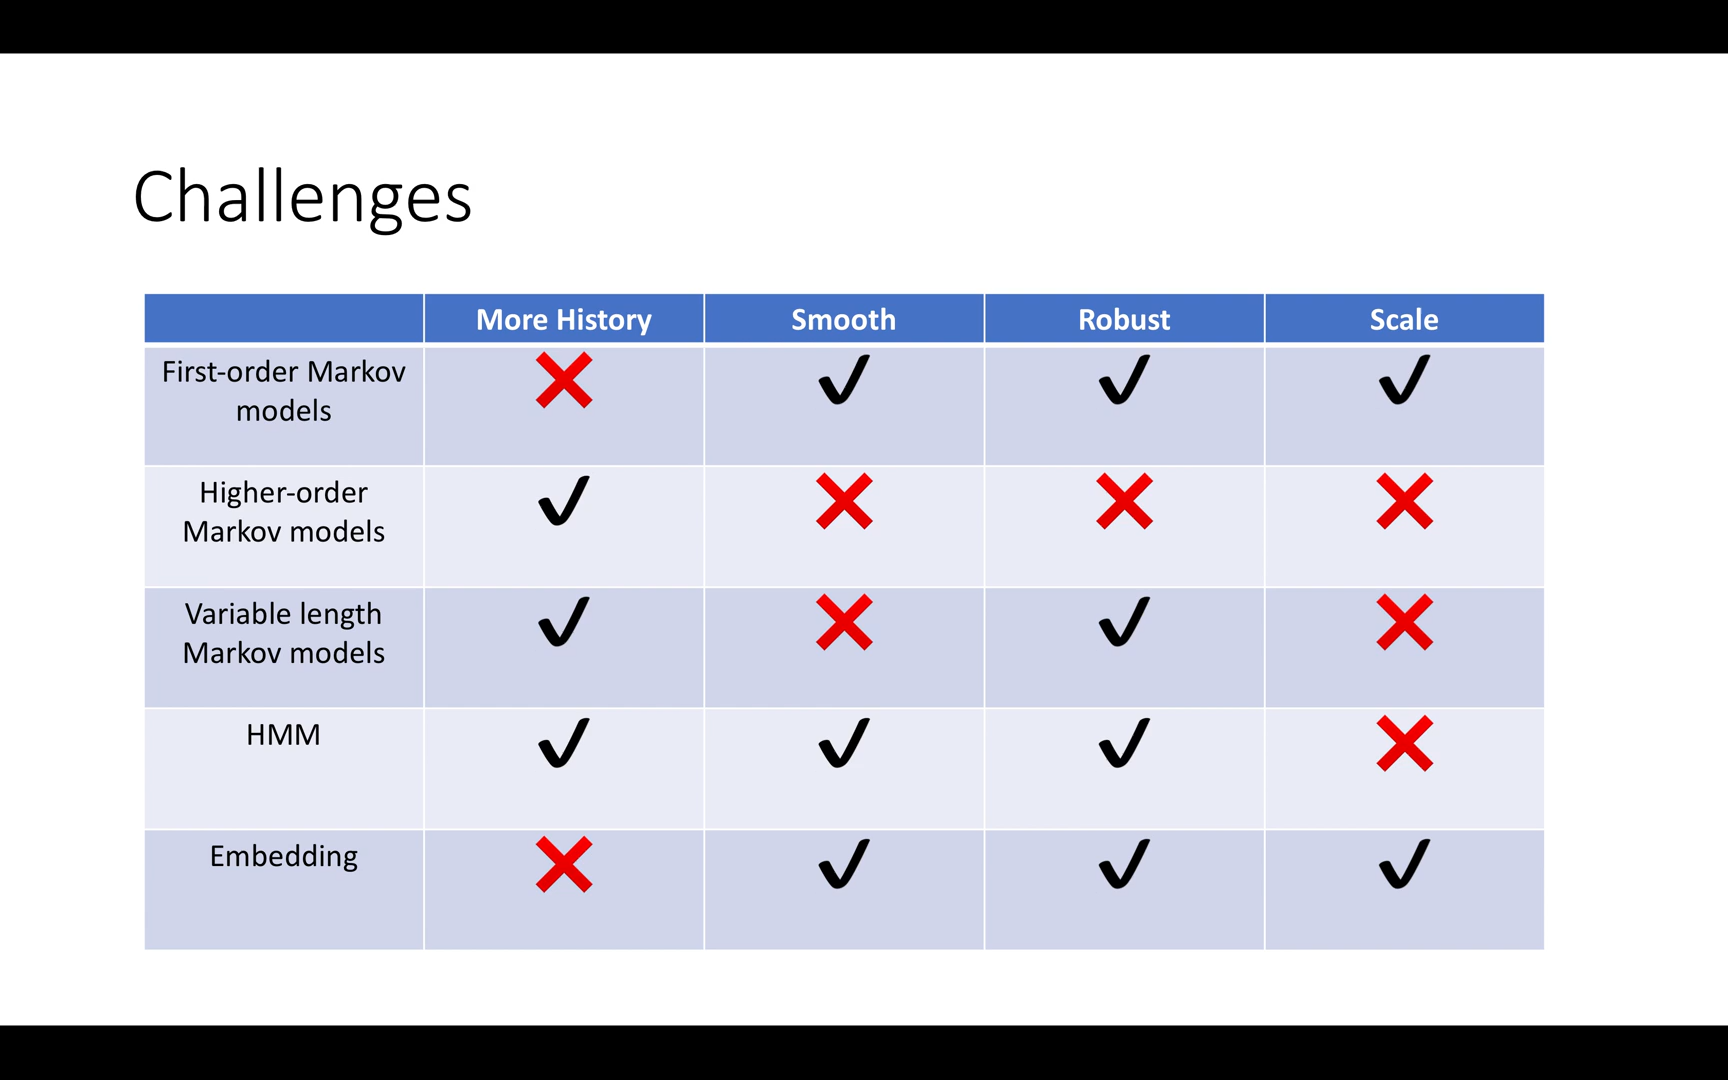 Challenges
More History Smooth Robust Scale
First-order Markov
models
Higher-order
Markov models
Variable length
Markov models
HMM
Embedding